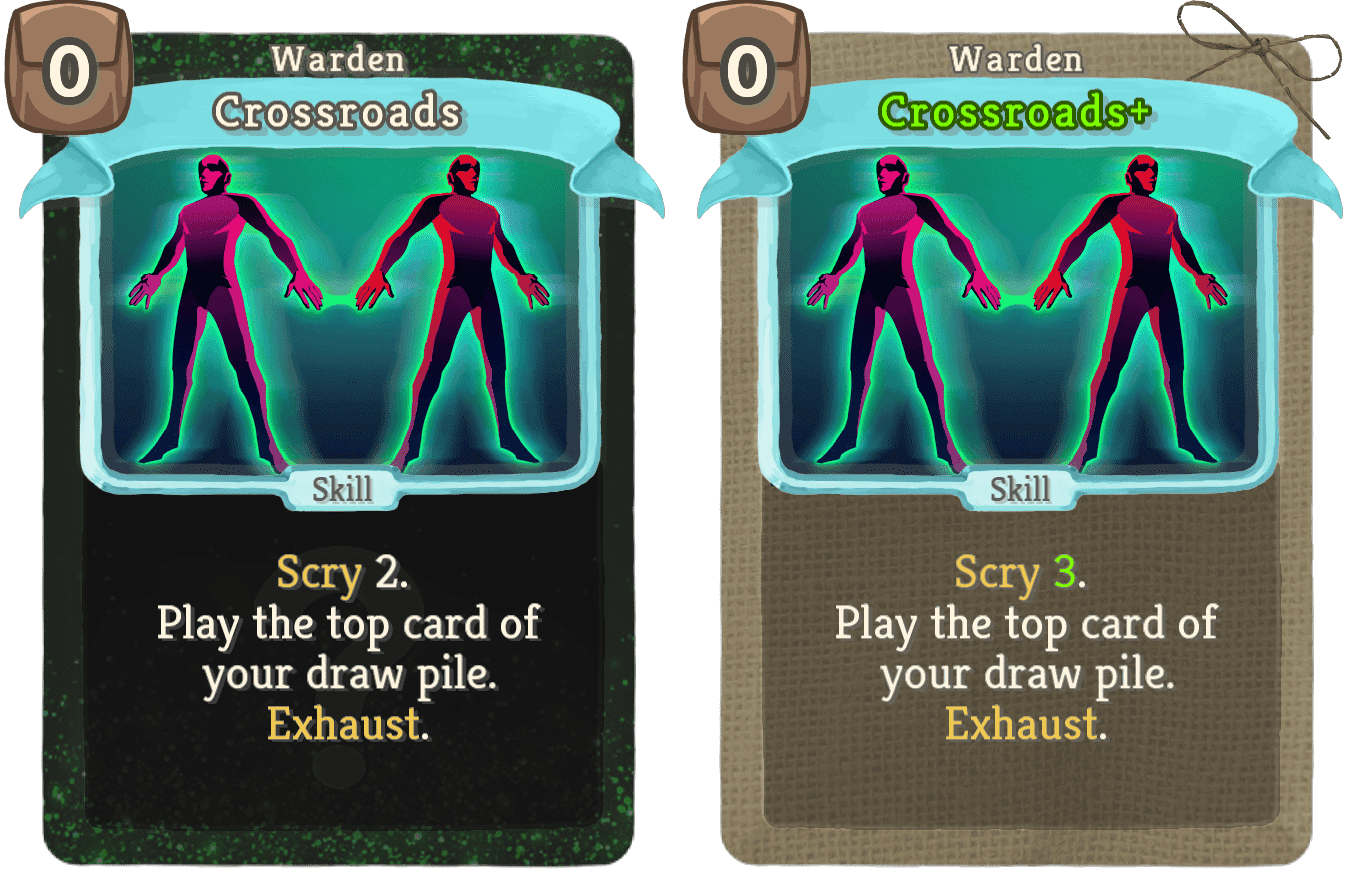 0
Warden
Crossroads
Skill
Scry 2.
Play the top card of
your draw pile.
Exhaust.
0
Warden
Crossroads+
Skill
Scry 3.
Play the top card of
your draw pile.
Exhaust.